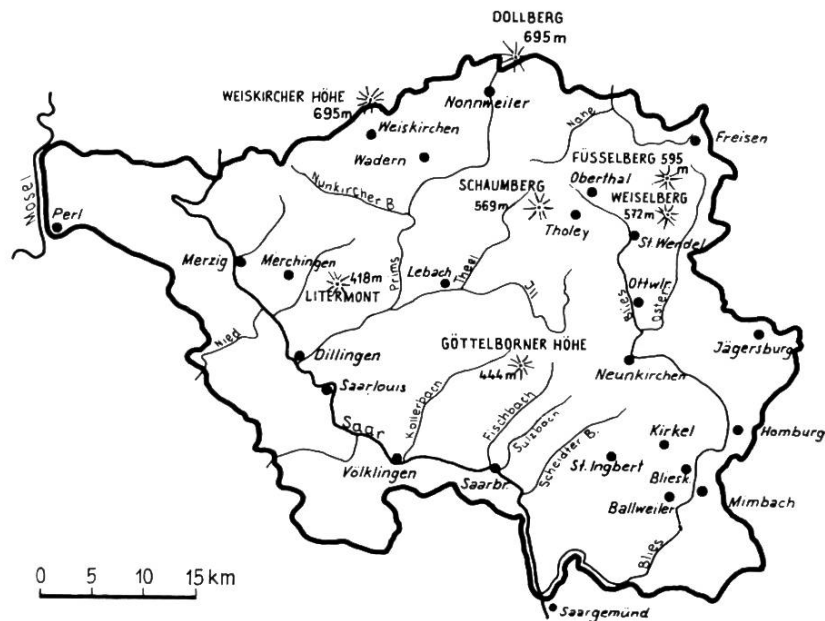 DOLLBERG
695 m
WEISKIRCHER HÖHE
695m
Nonnweiler
Weiskirchen
Wadern
Nahe
Freisen
FÜSSELBERG 595
m
Oberthal
WEISELBERG
572m
SCHAUMBERG
569m
Tholey
St.Wendel
Nunkircher B.
Mosel
Perl
Merzig
Merchingen
418m
LITERMONT
Prims
Lebach
Theel
Ill
Ottwlr.
Blies
Oster
Nied
Dillingen
GÖTTELBORNER HÖHE
444m
Neunkirchen
Jägersburg
Saarlouis
Saar
Köllerbach
Fischbach
Sulzbach
Scheidter B.
Kirkel
Homburg
St.Ingbert
Bliesk.
Völklingen
Saarbr.
Ballweiler
Mimbach
Blies
0 5 10 15 km
Saargemünd